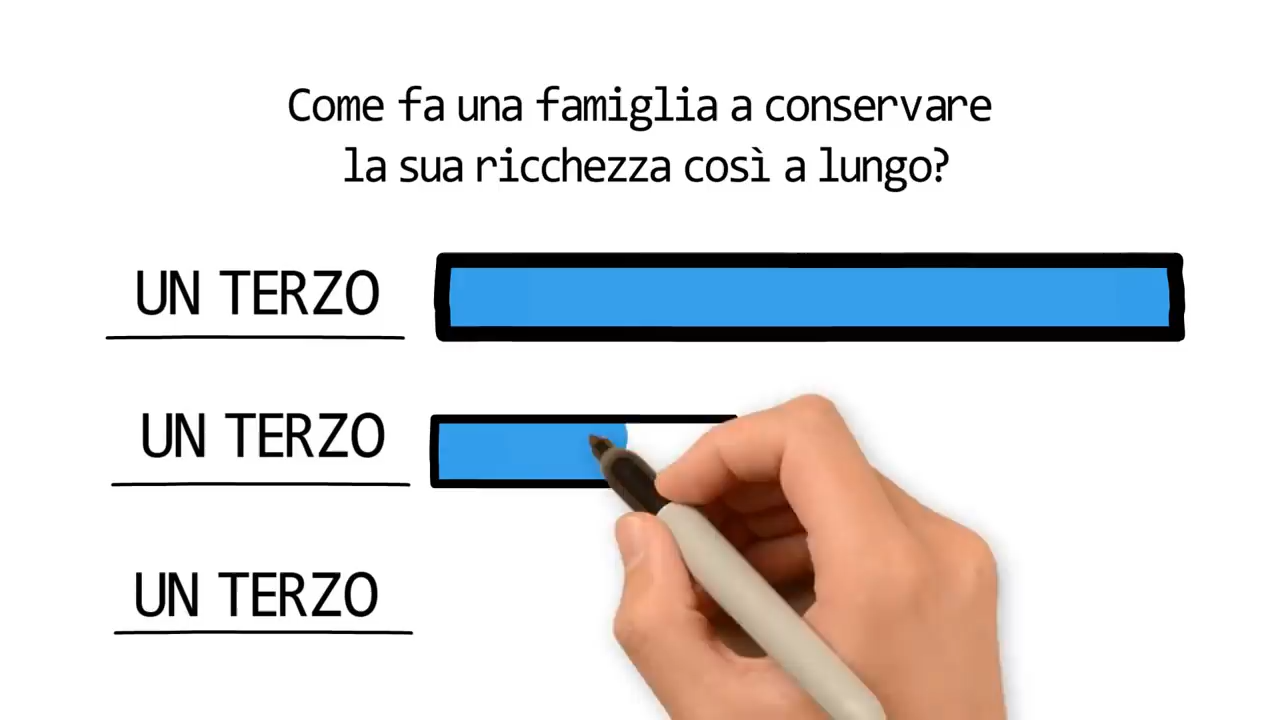 Come fa una famiglia a conservare
la sua ricchezza così a lungo?
UN TERZO
UN TERZO
UN TERZO